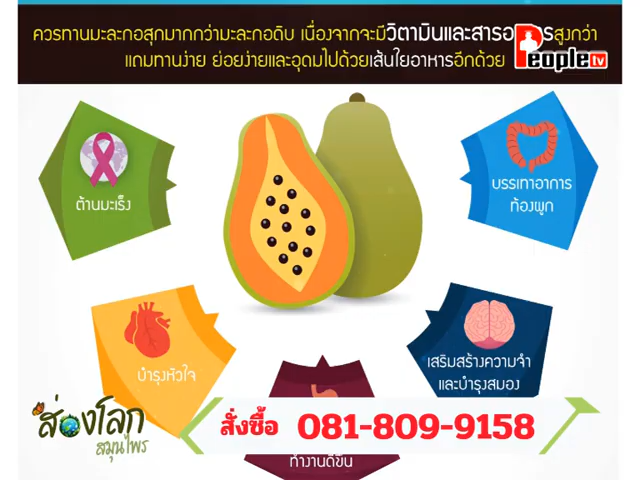 ควรทานมะละกอสุกมากกว่ามะละกอดิบ เนื่องจากจะมีวิตามินและสารอ รสูงกว่า
แถมทานง่าย ย่อยง่ายและอุดมไปด้วยเส้นใยอาหารอีกด้วย
People tv
ต้านมะเร็ง
บรรเทาอาการ
ท้องผูก
บำรุงหัวใจ
เสริมสร้างความจำ
และบำรุงสมอง
ส่องโลก
สมุนไพร
สั่งซื้อ 081-809-9158
ทำงานดีขึ้น